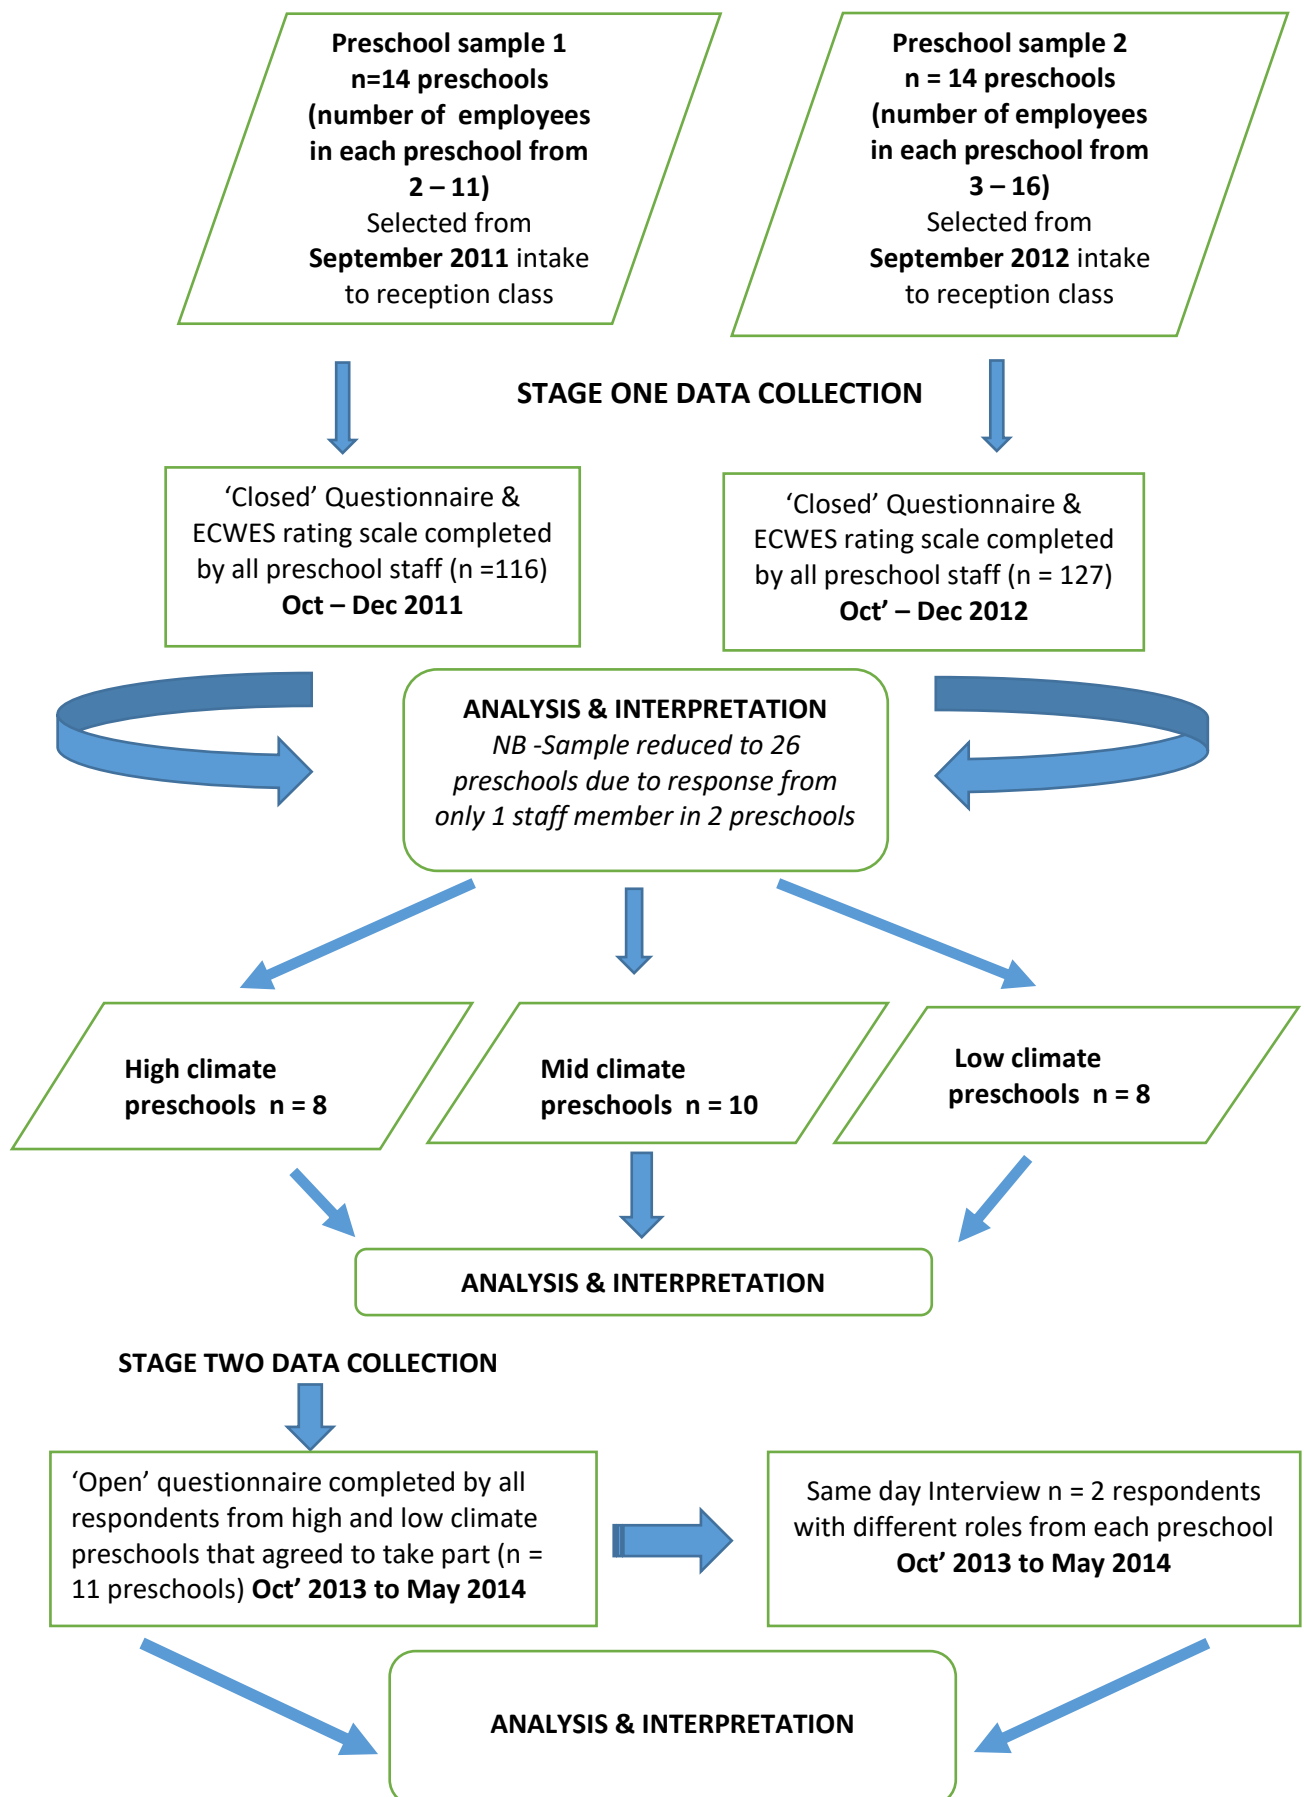 Preschool sample 1
n=14 preschools
(number of employees
in each preschool from
2 – 11)
Selected from
September 2011 intake
to reception class
Preschool sample 2
n = 14 preschools
(number of employees
in each preschool from
3 – 16)
Selected from
September 2012 intake
to reception class
STAGE ONE DATA COLLECTION
‘Closed’ Questionnaire &
ECWES rating scale completed
by all preschool staff (n =116)
Oct – Dec 2011
‘Closed’ Questionnaire &
ECWES rating scale completed
by all preschool staff (n = 127)
Oct’ – Dec 2012
ANALYSIS & INTERPRETATION
NB -Sample reduced to 26
preschools due to response from
only 1 staff member in 2 preschools
High climate
preschools n = 8
Mid climate
preschools n = 10
Low climate
preschools n = 8
ANALYSIS & INTERPRETATION
STAGE TWO DATA COLLECTION
‘Open’ questionnaire completed by all
respondents from high and low climate
preschools that agreed to take part (n =
11 preschools) Oct’ 2013 to May 2014
Same day Interview n = 2 respondents
with different roles from each preschool
Oct’ 2013 to May 2014
ANALYSIS & INTERPRETATION